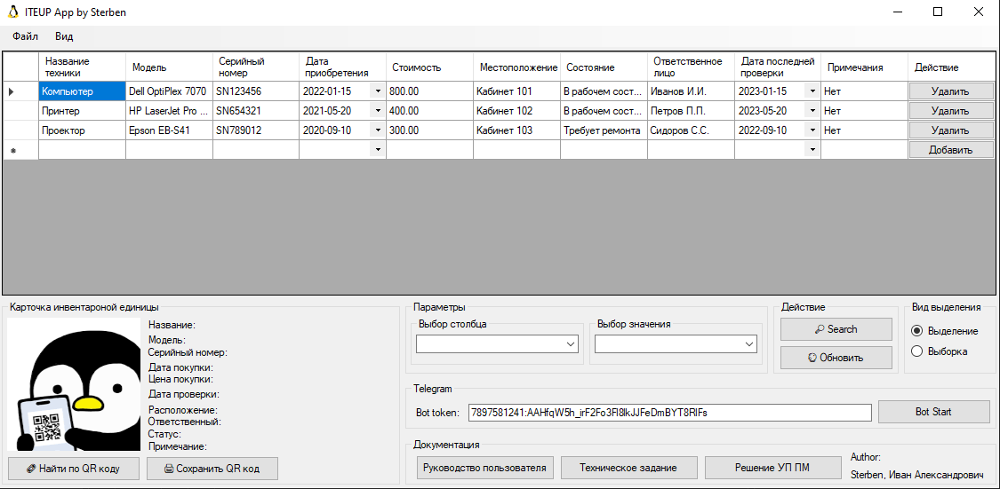 ITEUP App by Sterben
Файл Вид
Название техники Модель Серийный номер Дата приобретения Стоимость Местоположение Состояние Ответственное лицо Дата последней проверки Примечания Действие
Компьютер Dell OptiPlex 7070 SN123456 2022-01-15 800.00 Кабинет 101 В рабочем сост... Иванов И.И. 2023-01-15 Нет Удалить
Принтер HP LaserJet Pro ... SN654321 2021-05-20 400.00 Кабинет 102 В рабочем сост... Петров П.П. 2023-05-20 Нет Удалить
Проектор Epson EB-S41 SN789012 2020-09-10 300.00 Кабинет 103 Требует ремонта Сидоров С.С. 2022-09-10 Нет Удалить
Добавить
Карточка инвентароной единицы
Название:
Модель:
Серийный номер:
Дата покупки:
Цена покупки:
Дата проверки:
Расположение:
Ответственный:
Статус:
Примечание:
Найти по QR коду Сохранить QR код
Параметры
Выбор столбца Выбор значения
Действие
Search
Обновить
Вид выделения
Выделение
Выборка
Telegram
Bot token: 7897581241:AAHfqW5h_irF2Fo3FI8IkJJFeDmBYT8RIFs Bot Start
Документация
Руководство пользователя Техническое задание Решение УП ПМ
Author:
Sterben, Иван Александрович